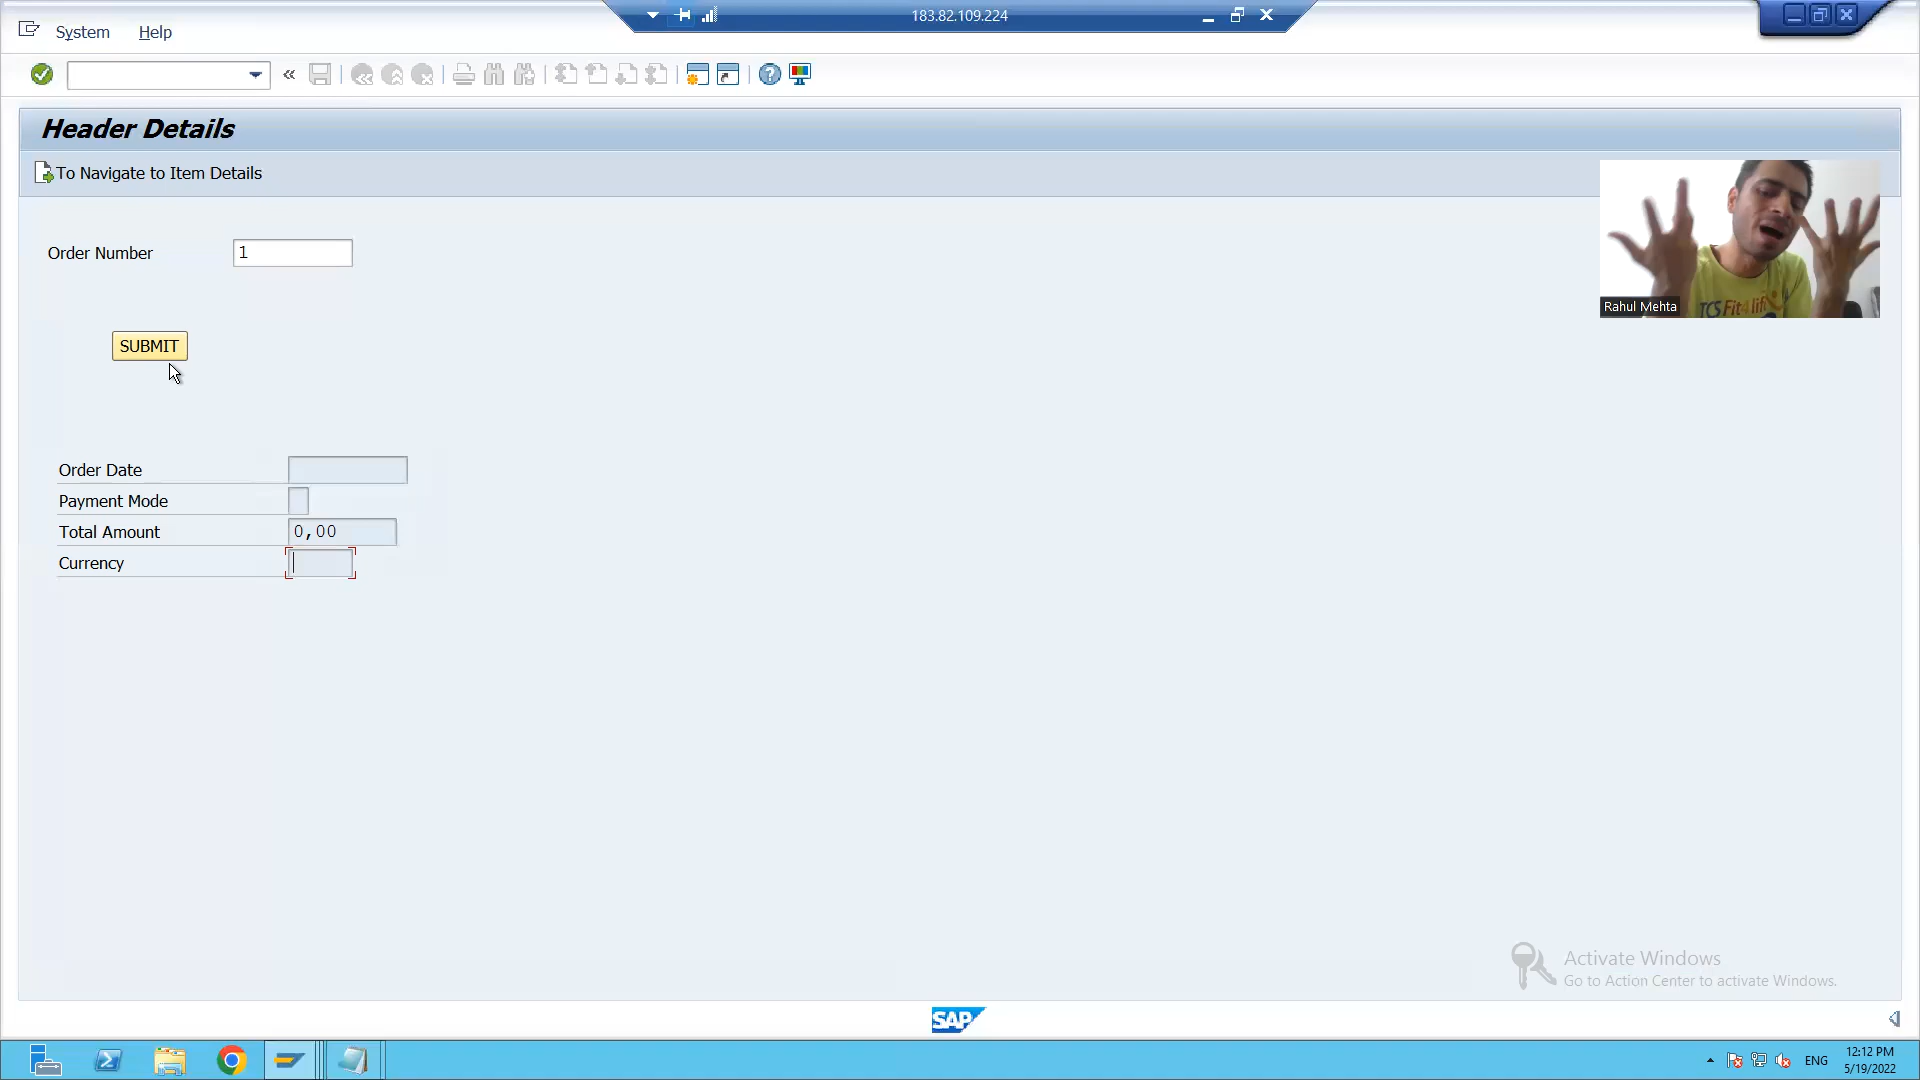 183.82.109.224
System Help
Header Details
To Navigate to Item Details
Order Number 1
SUBMIT
Order Date
Payment Mode
Total Amount 0,00
Currency
TCS Fit4life
Rahul Mehta
Activate Windows
Go to Action Center to activate Windows.
SAP
ENG
12:12 PM
5/19/2022